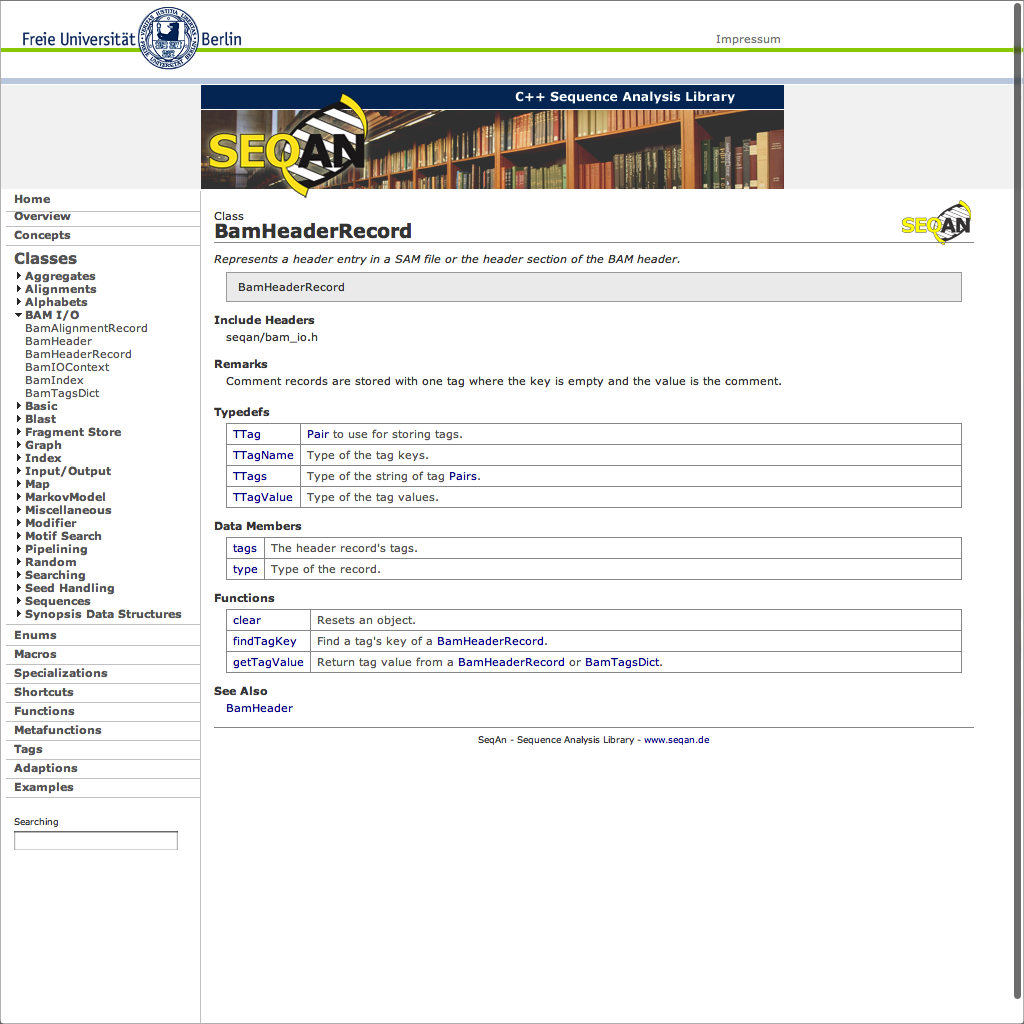 Freie Universität Berlin
Impressum
C++ Sequence Analysis Library
SEQAN
Home
Overview
Concepts
Classes
Aggregates
Alignments
Alphabets
BAM I/O
BamAlignmentRecord
BamHeader
BamHeaderRecord
BamIOContext
BamIndex
BamTagsDict
Basic
Blast
Fragment Store
Graph
Index
Input/Output
Map
MarkovModel
Miscellaneous
Modifier
Motif Search
Pipelining
Random
Searching
Seed Handling
Sequences
Synopsis Data Structures
Enums
Macros
Specializations
Shortcuts
Functions
Metafunctions
Tags
Adaptions
Examples
Searching
Class
BamHeaderRecord
SEQAN
Represents a header entry in a SAM file or the header section of the BAM header.
BamHeaderRecord
Include Headers
seqan/bam_io.h
Remarks
Comment records are stored with one tag where the key is empty and the value is the comment.
Typedefs
TTag Pair to use for storing tags.
TTagName Type of the tag keys.
TTags Type of the string of tag Pairs.
TTagValue Type of the tag values.
Data Members
tags The header record's tags.
type Type of the record.
Functions
clear Resets an object.
findTagKey Find a tag's key of a BamHeaderRecord.
getTagValue Return tag value from a BamHeaderRecord or BamTagsDict.
See Also
BamHeader
SeqAn - Sequence Analysis Library - www.seqan.de